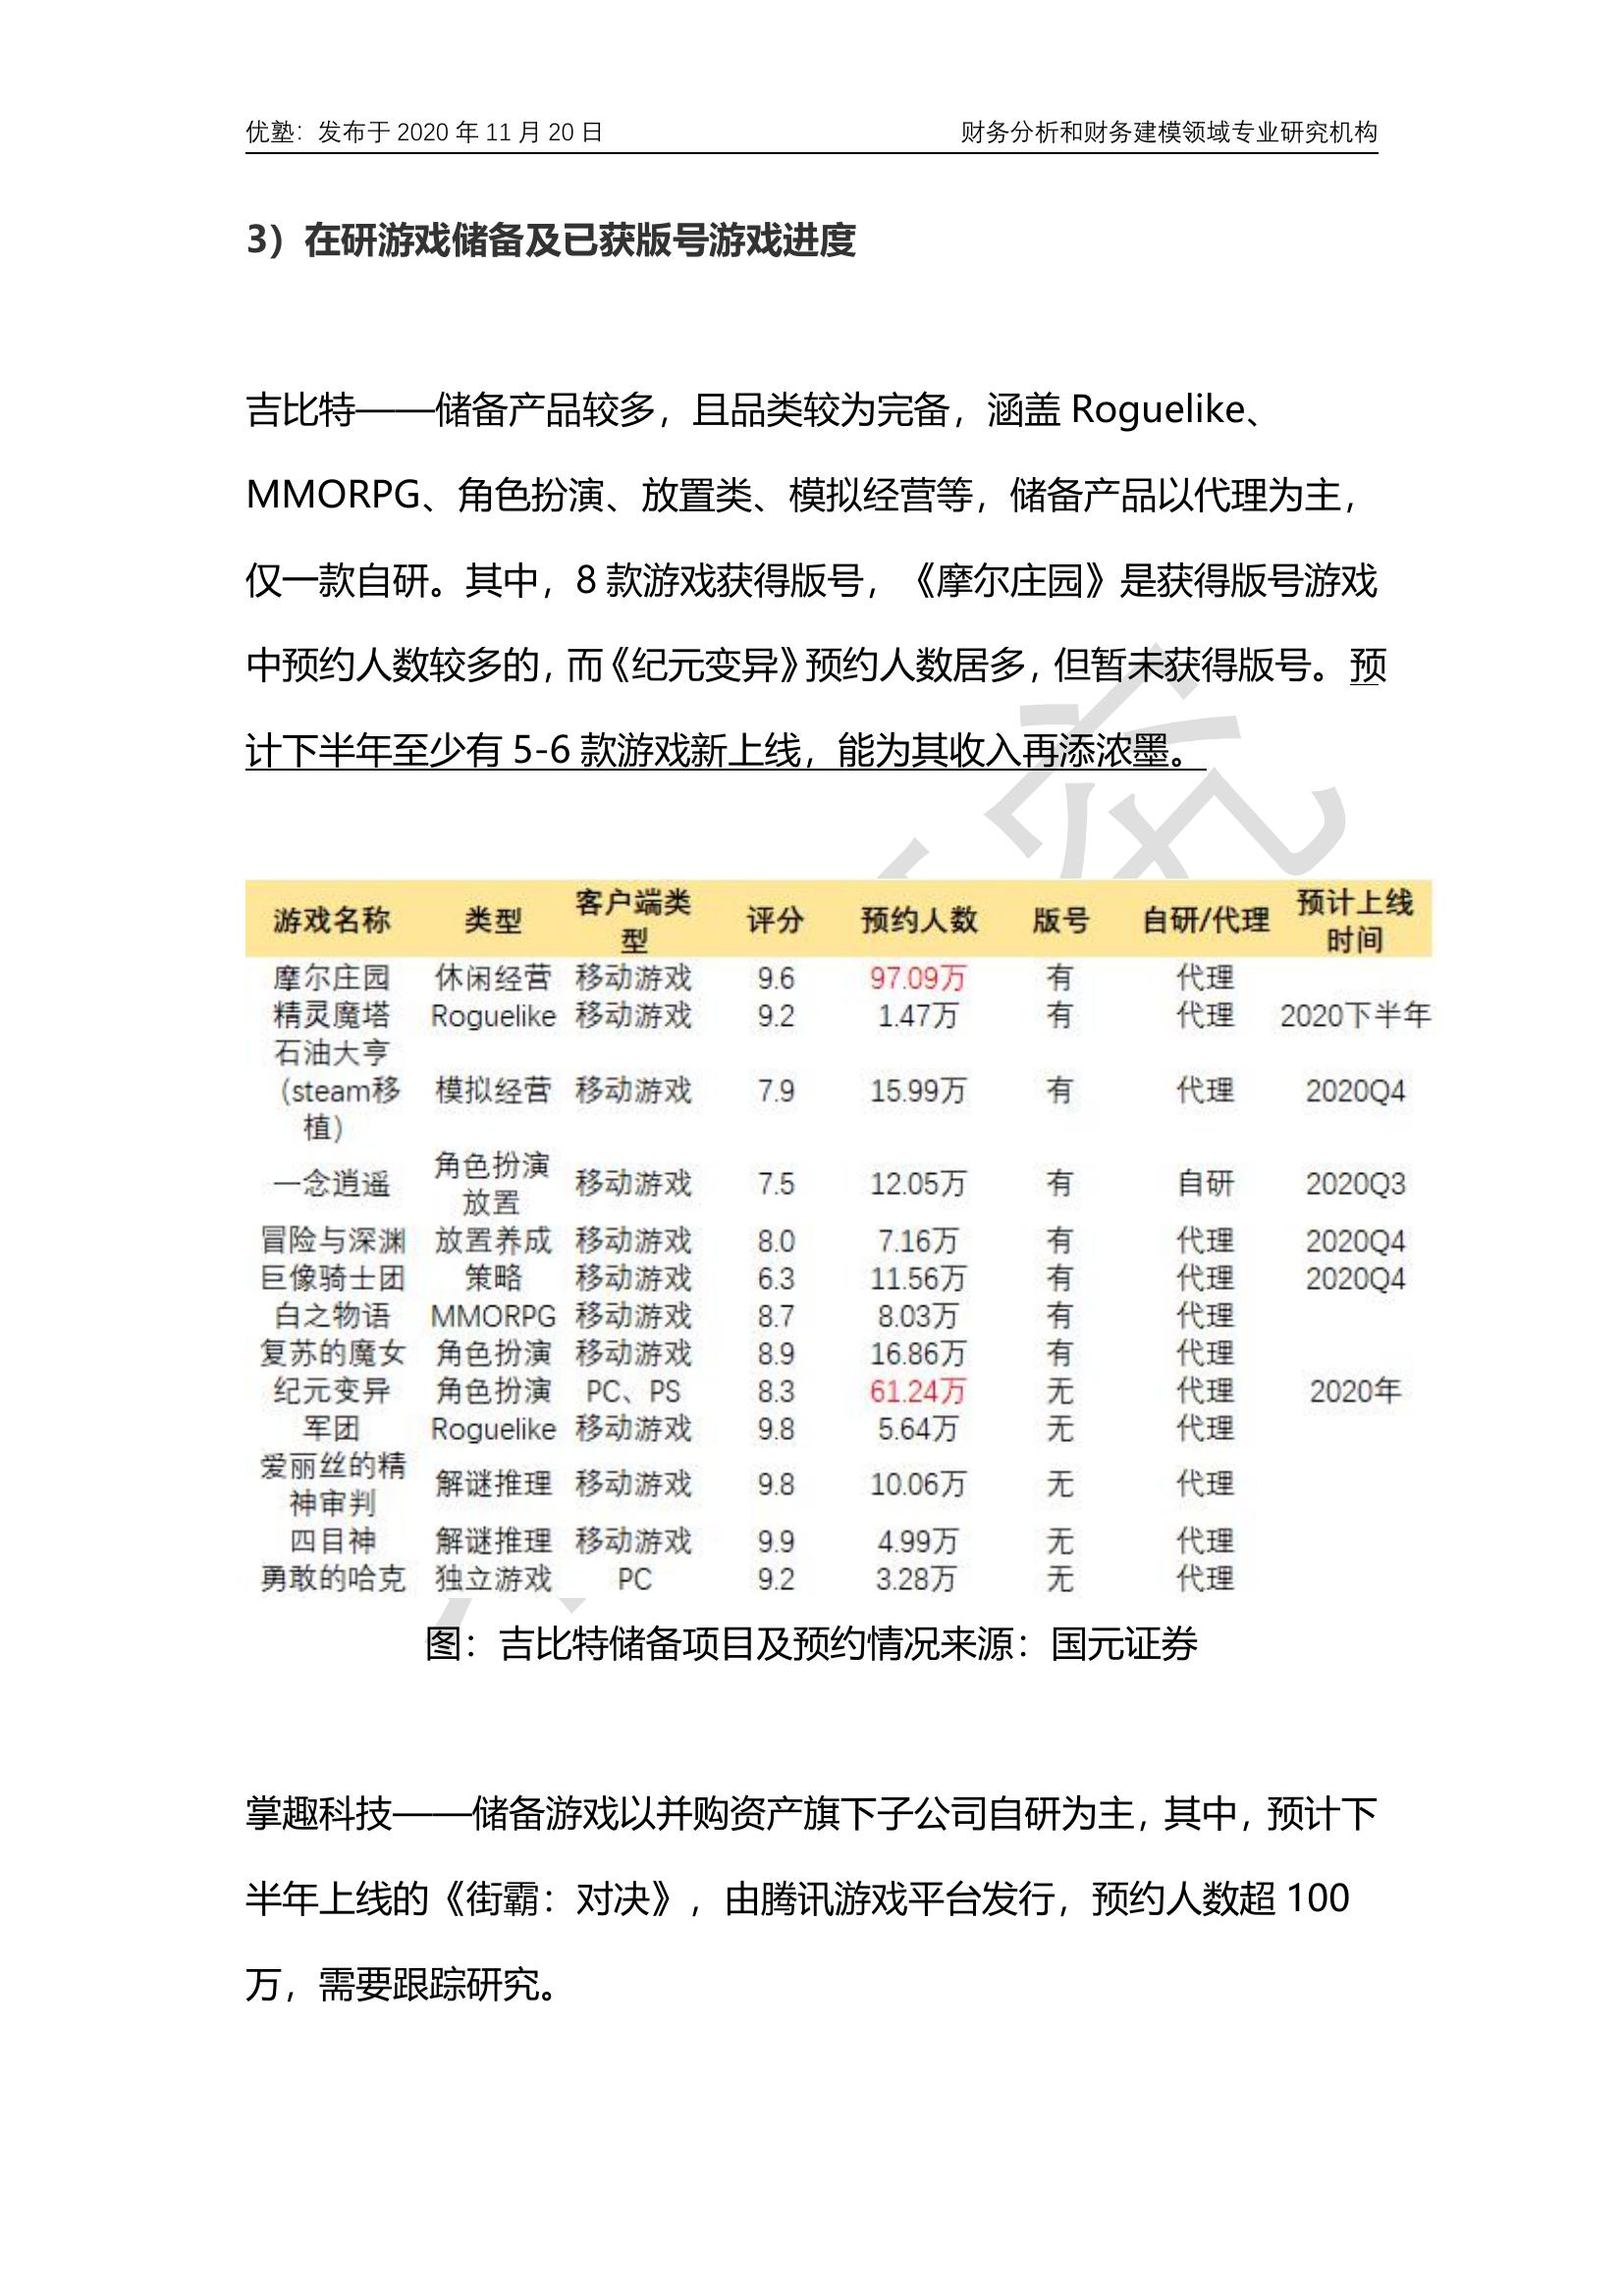 优塾：发布于 2020 年 11 月 20 日 财务分析和财务建模领域专业研究机构
3）在研游戏储备及已获版号游戏进度
吉比特——储备产品较多，且品类较为完备，涵盖 Roguelike、
MMORPG、角色扮演、放置类、模拟经营等，储备产品以代理为主，
仅一款自研。其中，8 款游戏获得版号，《摩尔庄园》是获得版号游戏
中预约人数较多的，而《纪元变异》预约人数居多，但暂未获得版号。预
计下半年至少有 5-6 款游戏新上线，能为其收入再添浓墨。
游戏名称 类型 客户端类型 评分 预约人数 版号 自研/代理 预计上线时间
摩尔庄园 休闲经营 移动游戏 9.6 97.09万 有 代理
精灵魔塔 Roguelike 移动游戏 9.2 1.47万 有 代理 2020下半年
石油大亨（steam移植） 模拟经营 移动游戏 7.9 15.99万 有 代理 2020Q4
一念逍遥 角色扮演放置 移动游戏 7.5 12.05万 有 自研 2020Q3
冒险与深渊 放置养成 移动游戏 8.0 7.16万 有 代理 2020Q4
巨像骑士团 策略 移动游戏 6.3 11.56万 有 代理 2020Q4
白之物语 MMORPG 移动游戏 8.7 8.03万 有 代理
复苏的魔女 角色扮演 移动游戏 8.9 16.86万 有 代理
纪元变异 角色扮演 PC、PS 8.3 61.24万 无 代理 2020年
军团 Roguelike 移动游戏 9.8 5.64万 无 代理
爱丽丝的精神审判 解谜推理 移动游戏 9.8 10.06万 无 代理
四目神 解谜推理 移动游戏 9.9 4.99万 无 代理
勇敢的哈克 独立游戏 PC 9.2 3.28万 无 代理
图：吉比特储备项目及预约情况来源：国元证券
掌趣科技——储备游戏以并购资产旗下子公司自研为主，其中，预计下
半年上线的《街霸：对决》，由腾讯游戏平台发行，预约人数超 100
万，需要跟踪研究。